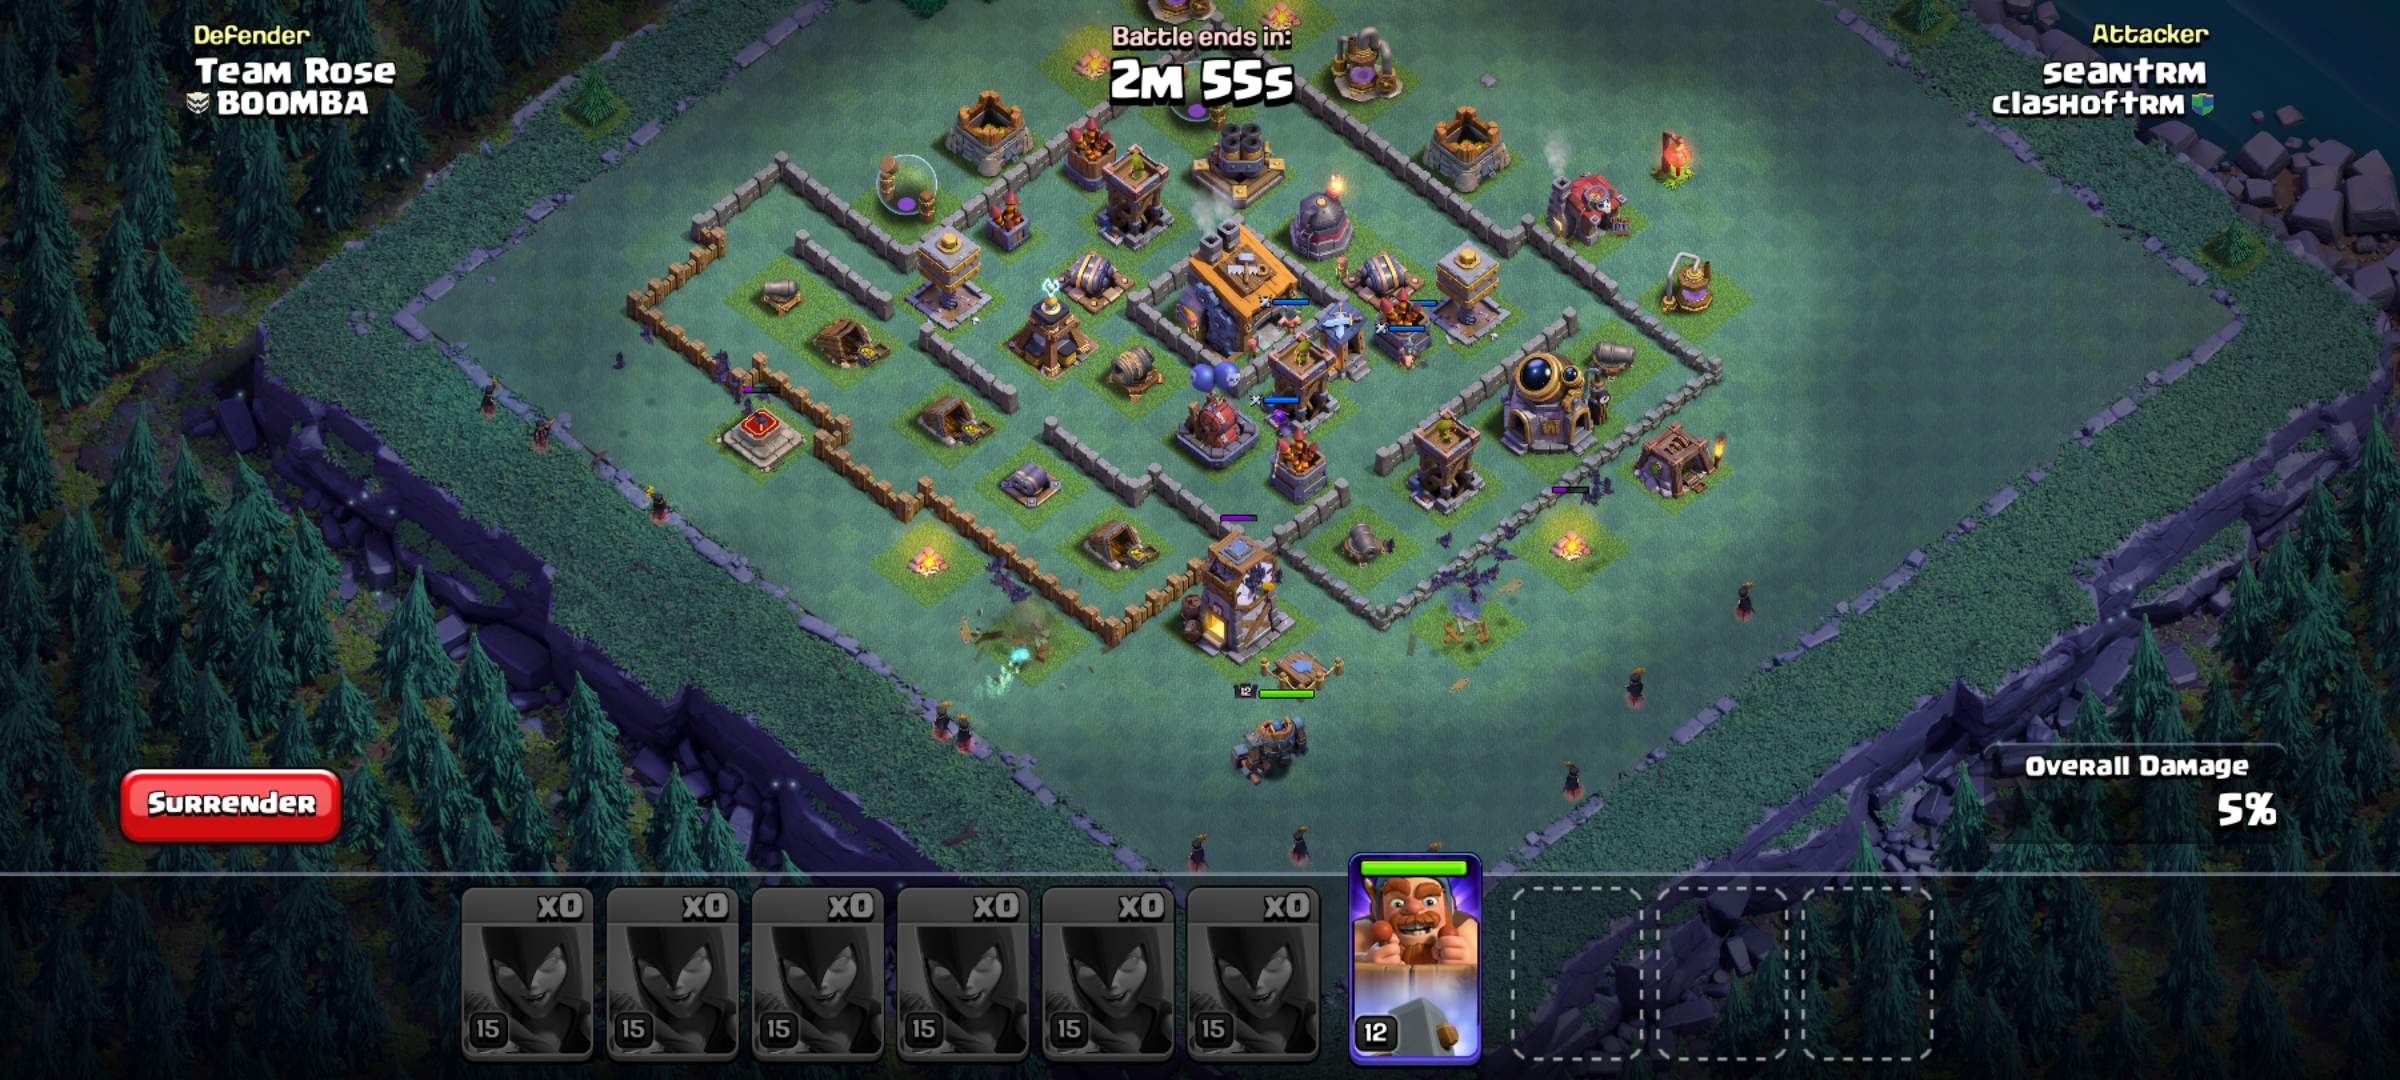 Defender
Team Rose
BOOMBA
Battle ends in:
2M 55s
Attacker
seantRM
clashoftRM
12
Surrender
Overall Damage
5%
x0
x0
x0
x0
x0
x0
15
15
15
15
15
15
12